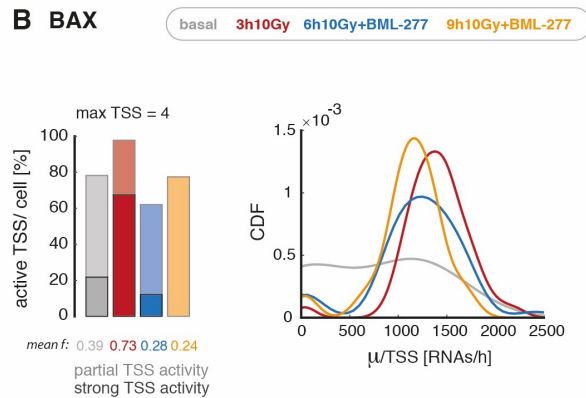 B BAX
basal 3h10Gy 6h10Gy+BML-277 9h10Gy+BML-277
max TSS = 4
active TSS/ cell [%]
100
80
60
40
20
0
mean f: 0.39 0.73 0.28 0.24
partial TSS activity
strong TSS activity
×10⁻³
CDF
1.5
1
0.5
0
0 500 1000 1500 2000 2500
μ/TSS [RNAs/h]